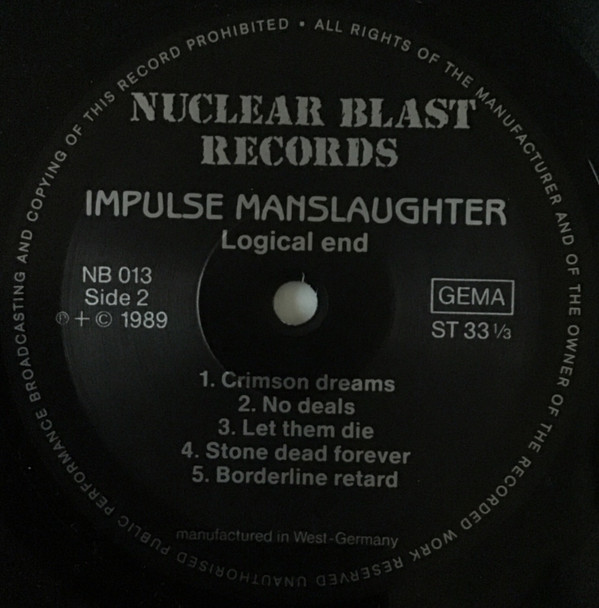 ALL RIGHTS OF THE MANUFACTURER AND OF THE OWNER OF THE RECORDED WORK RESERVED UNAUTHORISED PUBLIC PERFORMANCE BROADCASTING AND COPYING OF THIS RECORD PROHIBITED •
NUCLEAR BLAST
RECORDS
IMPULSE MANSLAUGHTER
Logical end
NB 013
Side 2
℗ + © 1989
GEMA
ST 33 1/3
1. Crimson dreams
2. No deals
3. Let them die
4. Stone dead forever
5. Borderline retard
manufactured in West-Germany